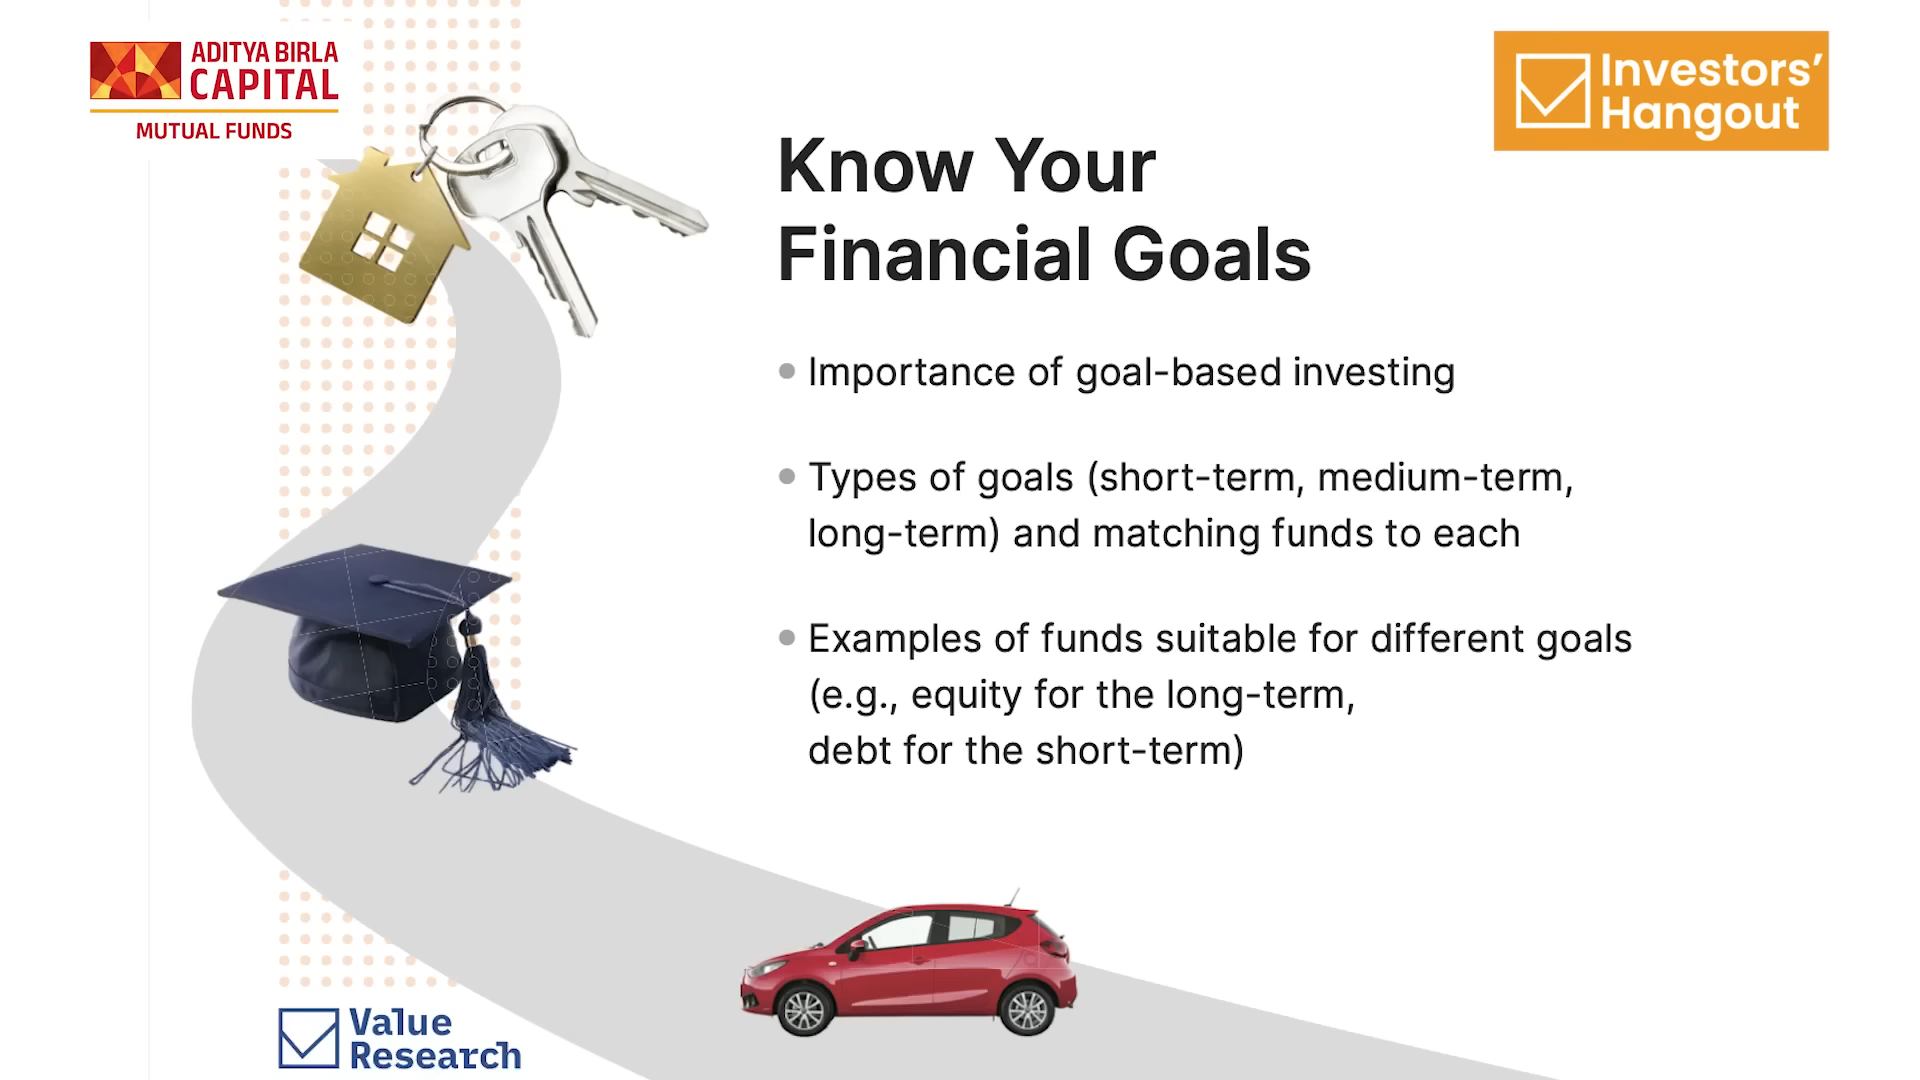 ADITYA BIRLA
CAPITAL
MUTUAL FUNDS
Investors'
Hangout
Know Your
Financial Goals
Importance of goal-based investing
Types of goals (short-term, medium-term,
long-term) and matching funds to each
Examples of funds suitable for different goals
(e.g., equity for the long-term,
debt for the short-term)
Value
Research